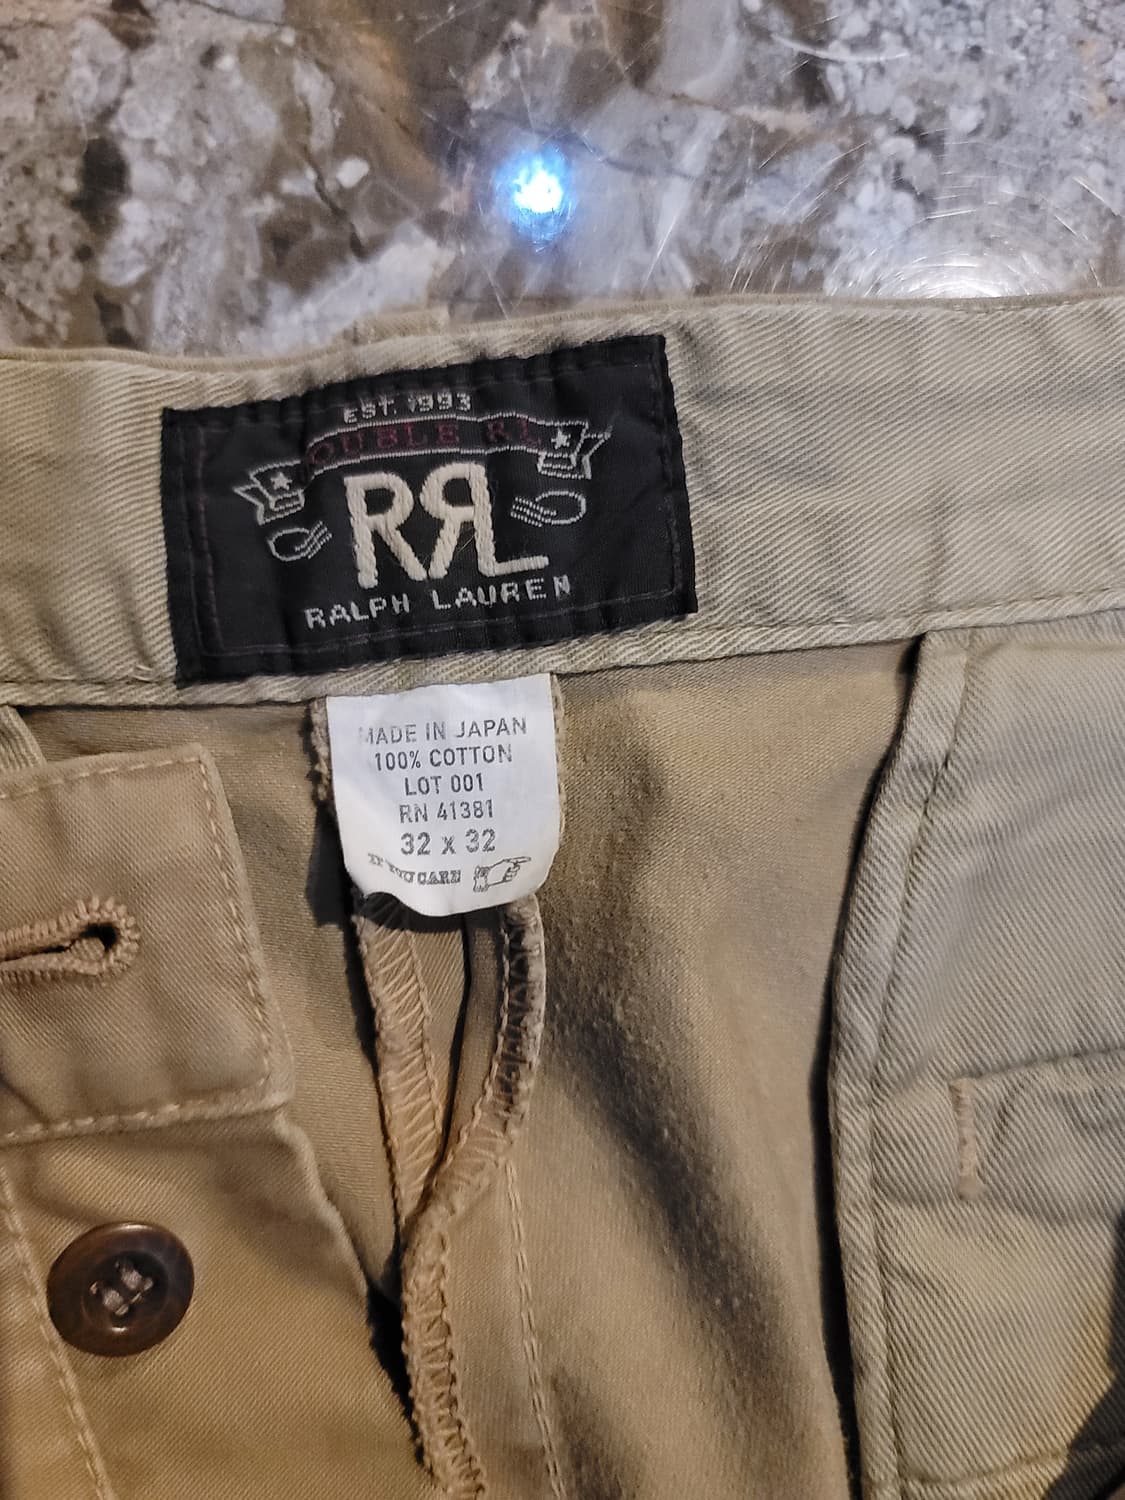 EST. 1993
DOUBLE RL
RRL
RALPH LAUREN
MADE IN JAPAN
100% COTTON
LOT 001
RN 41381
32 x 32
IF YOU CARE